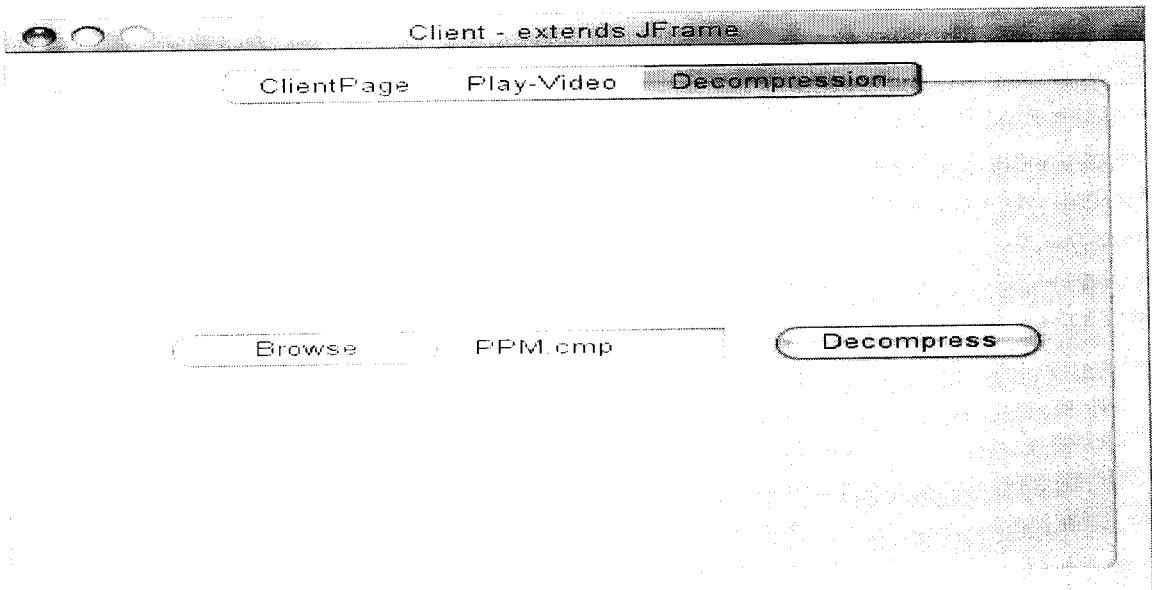 Client - extends JFrame
ClientPage Play-Video Decompression
Browse PPM.cmp Decompress